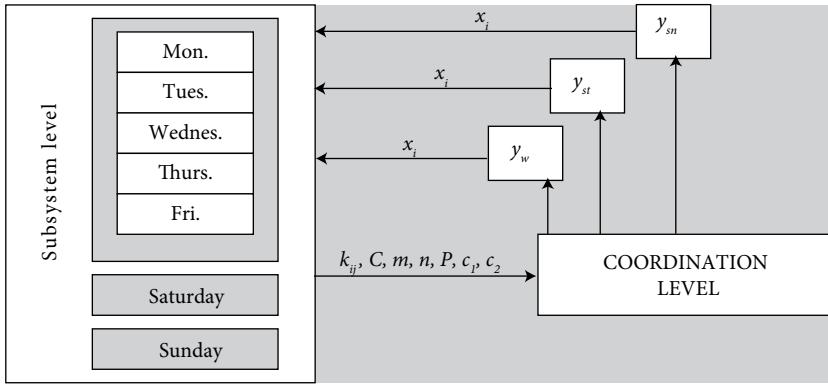 Subsystem level
Mon.
Tues.
Wednes.
Thurs.
Fri.
Saturday
Sunday
x_i
y_sn
x_i
y_st
x_i
y_w
k_ij, C, m, n, P, c_1, c_2
COORDINATION
LEVEL